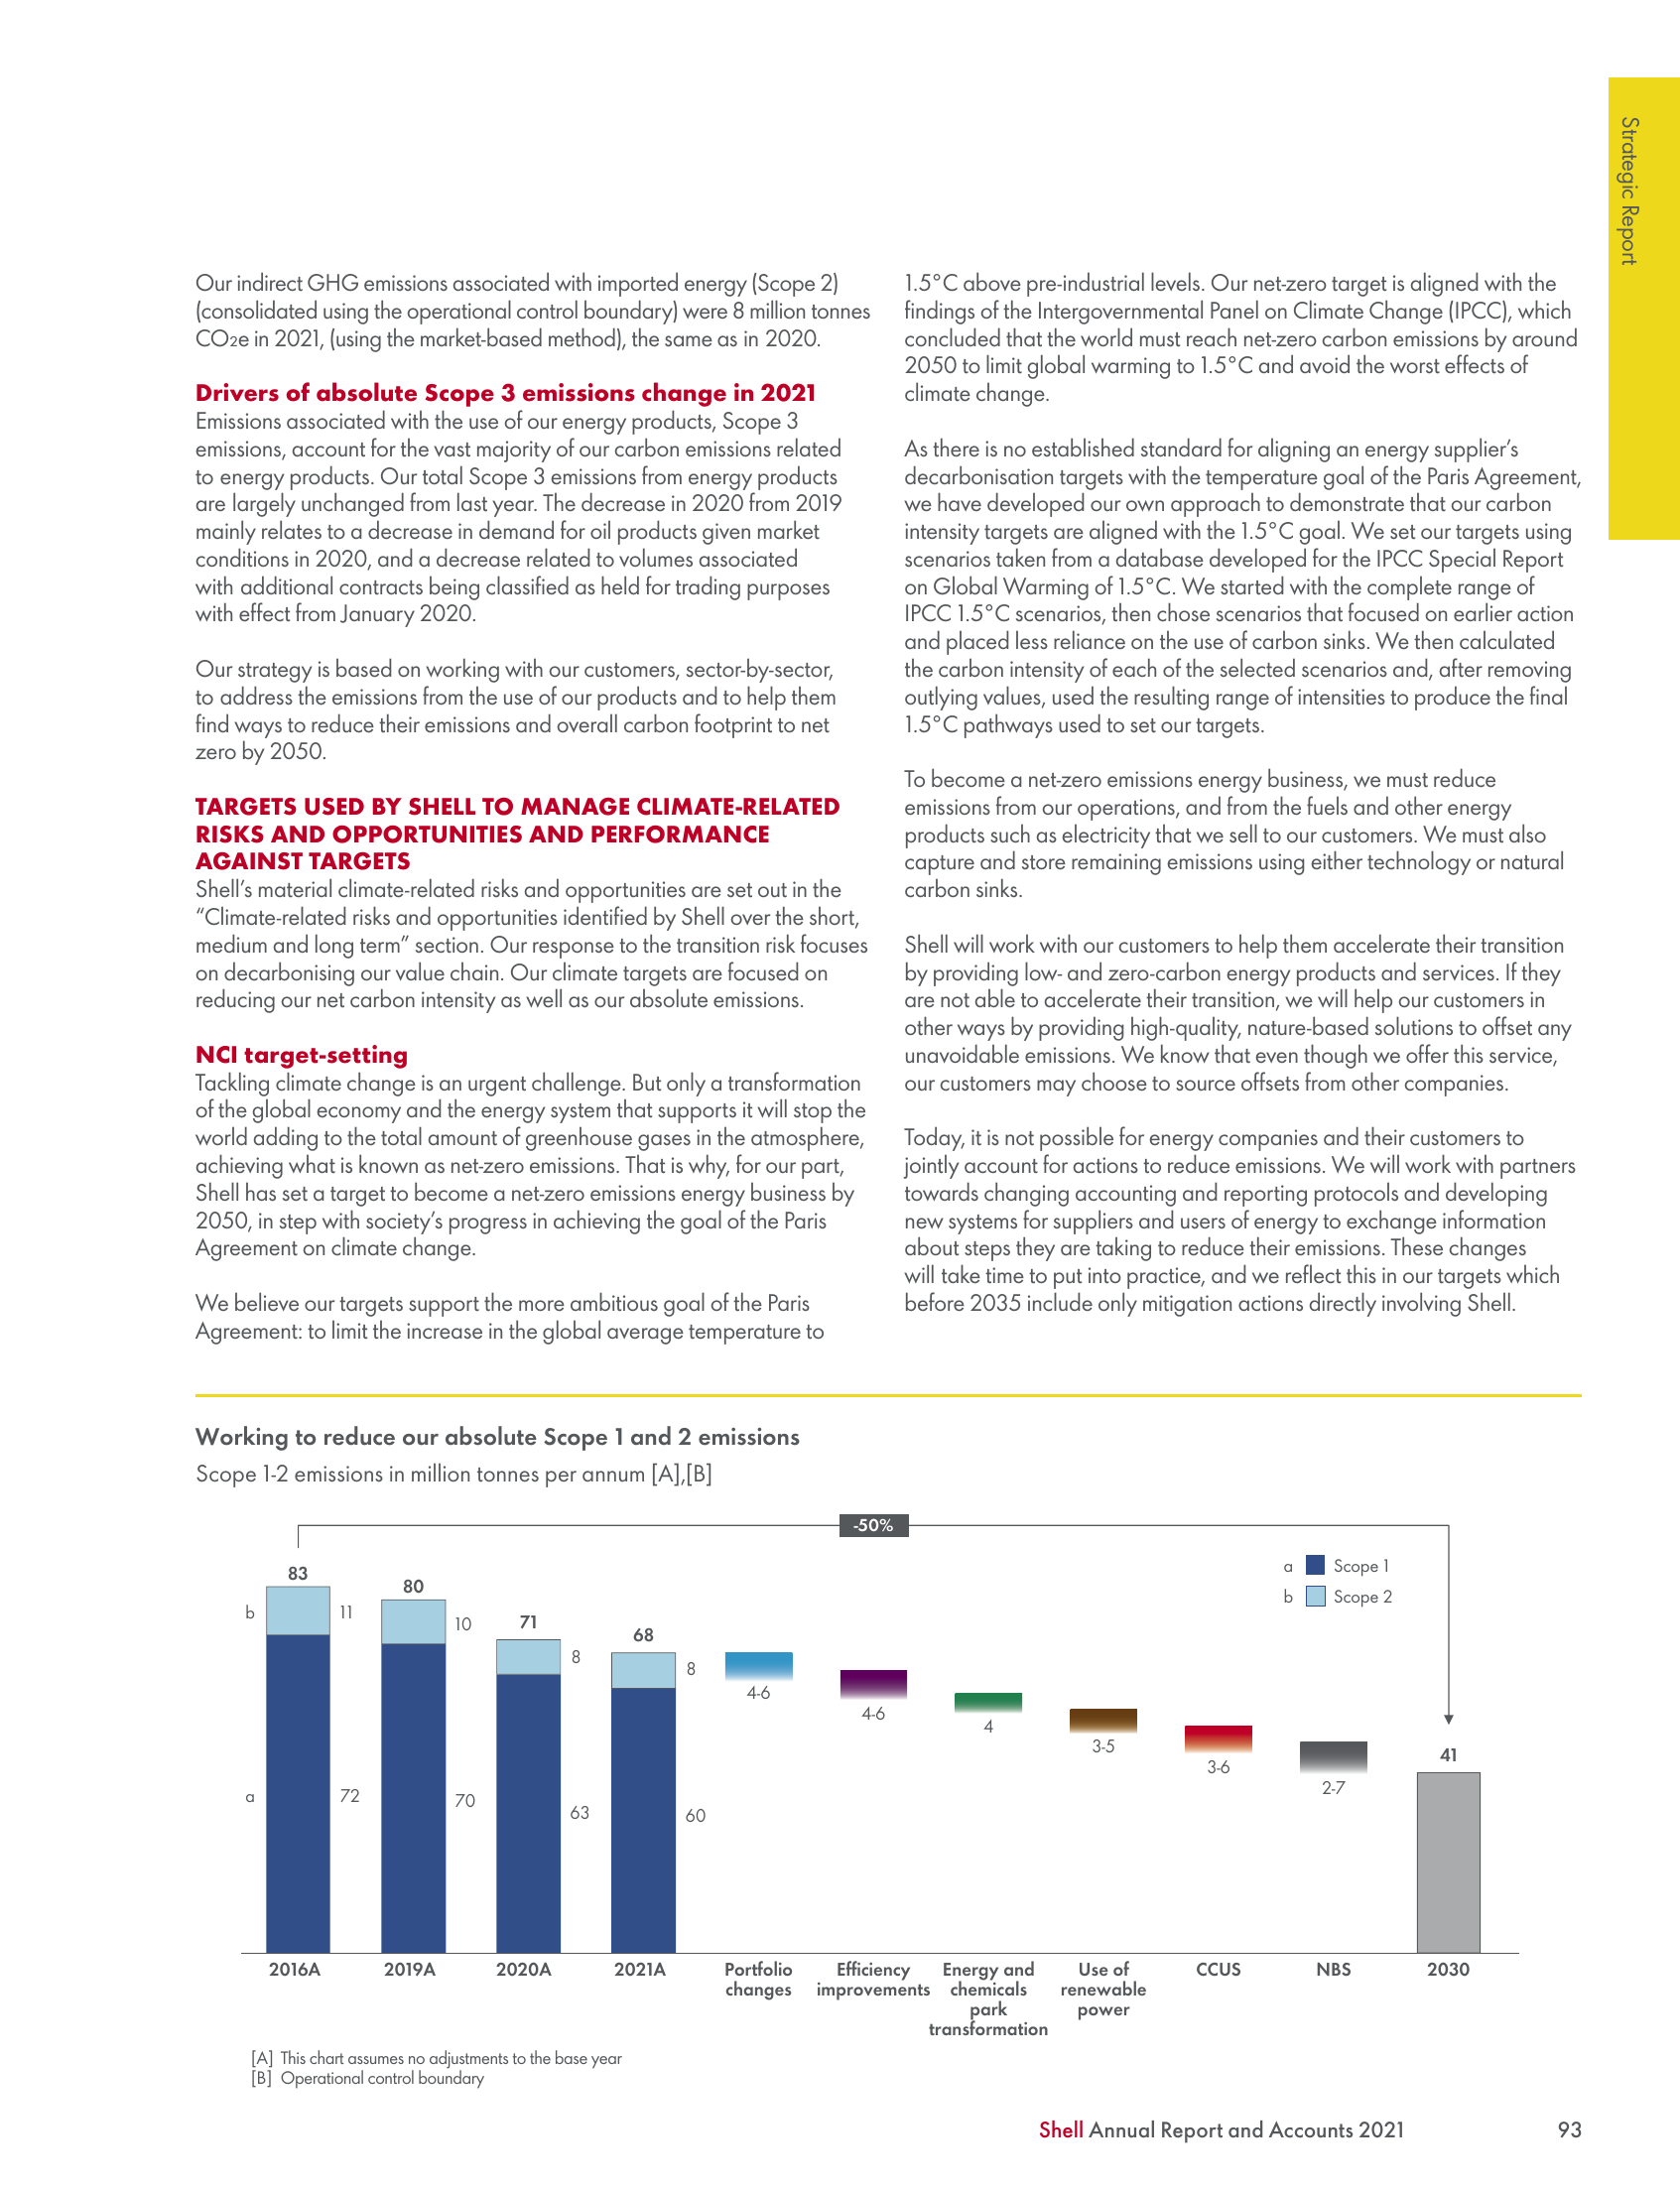 Strategic Report
Our indirect GHG emissions associated with imported energy (Scope 2)
(consolidated using the operational control boundary) were 8 million tonnes
CO2e in 2021, (using the market-based method), the same as in 2020.
Drivers of absolute Scope 3 emissions change in 2021
Emissions associated with the use of our energy products, Scope 3
emissions, account for the vast majority of our carbon emissions related
to energy products. Our total Scope 3 emissions from energy products
are largely unchanged from last year. The decrease in 2020 from 2019
mainly relates to a decrease in demand for oil products given market
conditions in 2020, and a decrease related to volumes associated
with additional contracts being classified as held for trading purposes
with effect from January 2020.
Our strategy is based on working with our customers, sector-by-sector,
to address the emissions from the use of our products and to help them
find ways to reduce their emissions and overall carbon footprint to net
zero by 2050.
TARGETS USED BY SHELL TO MANAGE CLIMATE-RELATED
RISKS AND OPPORTUNITIES AND PERFORMANCE
AGAINST TARGETS
Shell's material climate-related risks and opportunities are set out in the
"Climate-related risks and opportunities identified by Shell over the short,
medium and long term" section. Our response to the transition risk focuses
on decarbonising our value chain. Our climate targets are focused on
reducing our net carbon intensity as well as our absolute emissions.
NCI target-setting
Tackling climate change is an urgent challenge. But only a transformation
of the global economy and the energy system that supports it will stop the
world adding to the total amount of greenhouse gases in the atmosphere,
achieving what is known as net-zero emissions. That is why, for our part,
Shell has set a target to become a net-zero emissions energy business by
2050, in step with society's progress in achieving the goal of the Paris
Agreement on climate change.
We believe our targets support the more ambitious goal of the Paris
Agreement: to limit the increase in the global average temperature to
1.5°C above pre-industrial levels. Our net-zero target is aligned with the
findings of the Intergovernmental Panel on Climate Change (IPCC), which
concluded that the world must reach net-zero carbon emissions by around
2050 to limit global warming to 1.5°C and avoid the worst effects of
climate change.
As there is no established standard for aligning an energy supplier's
decarbonisation targets with the temperature goal of the Paris Agreement,
we have developed our own approach to demonstrate that our carbon
intensity targets are aligned with the 1.5°C goal. We set our targets using
scenarios taken from a database developed for the IPCC Special Report
on Global Warming of 1.5°C. We started with the complete range of
IPCC 1.5°C scenarios, then chose scenarios that focused on earlier action
and placed less reliance on the use of carbon sinks. We then calculated
the carbon intensity of each of the selected scenarios and, after removing
outlying values, used the resulting range of intensities to produce the final
1.5°C pathways used to set our targets.
To become a net-zero emissions energy business, we must reduce
emissions from our operations, and from the fuels and other energy
products such as electricity that we sell to our customers. We must also
capture and store remaining emissions using either technology or natural
carbon sinks.
Shell will work with our customers to help them accelerate their transition
by providing low- and zero-carbon energy products and services. If they
are not able to accelerate their transition, we will help our customers in
other ways by providing high-quality, nature-based solutions to offset any
unavoidable emissions. We know that even though we offer this service,
our customers may choose to source offsets from other companies.
Today, it is not possible for energy companies and their customers to
jointly account for actions to reduce emissions. We will work with partners
towards changing accounting and reporting protocols and developing
new systems for suppliers and users of energy to exchange information
about steps they are taking to reduce their emissions. These changes
will take time to put into practice, and we reflect this in our targets which
before 2035 include only mitigation actions directly involving Shell.
Working to reduce our absolute Scope 1 and 2 emissions
Scope 1-2 emissions in million tonnes per annum [A],[B]
-50%
a Scope 1
b Scope 2
83
80
71
68
b
11
10
8
8
4-6
4-6
4
3-5
3-6
2-7
41
a
72
70
63
60
2016A
2019A
2020A
2021A
Portfolio
changes
Efficiency
improvements
Energy and
chemicals
park
transformation
Use of
renewable
power
CCUS
NBS
2030
[A] This chart assumes no adjustments to the base year
[B] Operational control boundary
Shell Annual Report and Accounts 2021 93